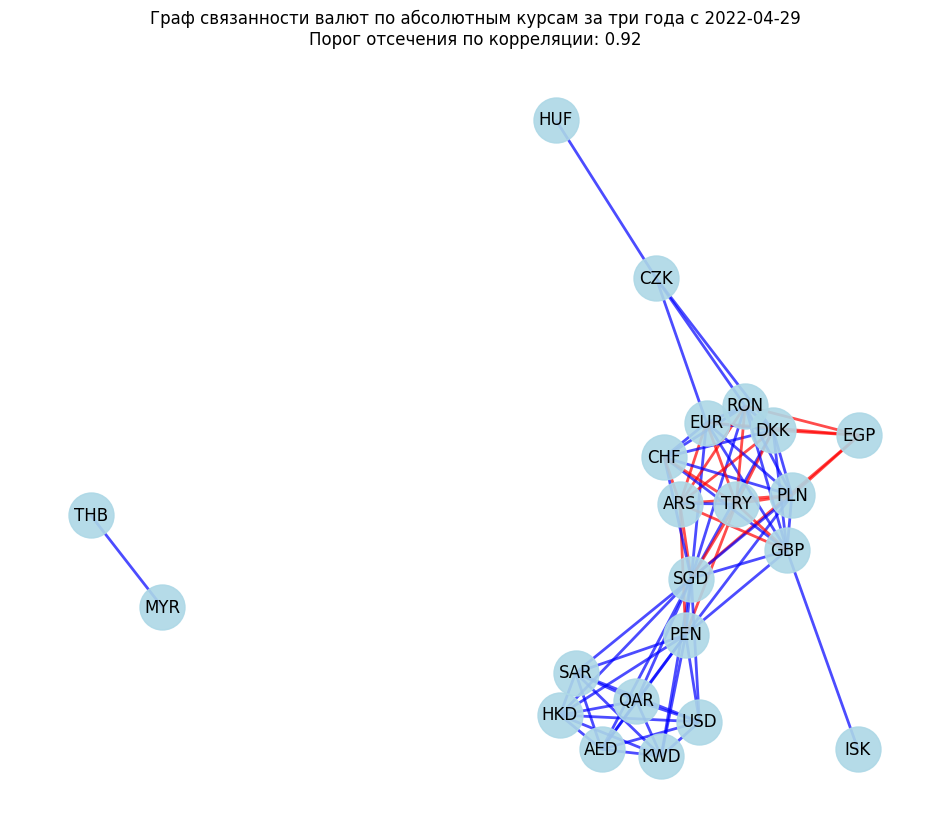 Граф связанности валют по абсолютным курсам за три года с 2022-04-29
Порог отсечения по корреляции: 0.92
HUF
CZK
RON
EUR
DKK
EGP
CHF
ARS
TRY
PLN
THB
GBP
SGD
MYR
PEN
SAR
QAR
HKD
USD
AED
KWD
ISK